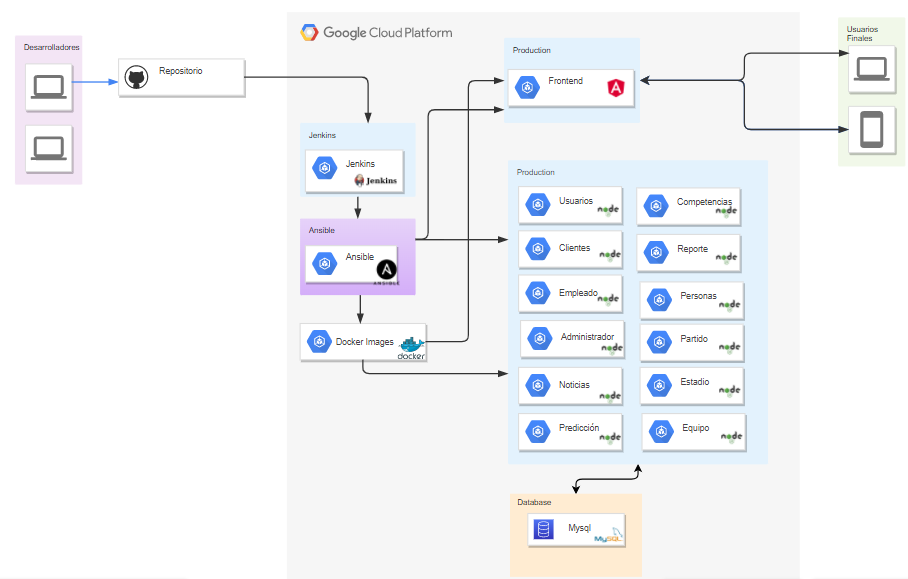 Google Cloud Platform
Desarrolladores
Repositorio
Usuarios
Finales
Production
Frontend
Jenkins
Jenkins
Jenkins
Ansible
Ansible
ANSIBLE
Docker Images
docker
Production
Usuarios
node
Competencias
node
Clientes
node
Reporte
node
Empleado
node
Personas
node
Administrador
node
Partido
node
Noticias
node
Estadio
node
Predicción
node
Equipo
node
Database
Mysql
MySQL